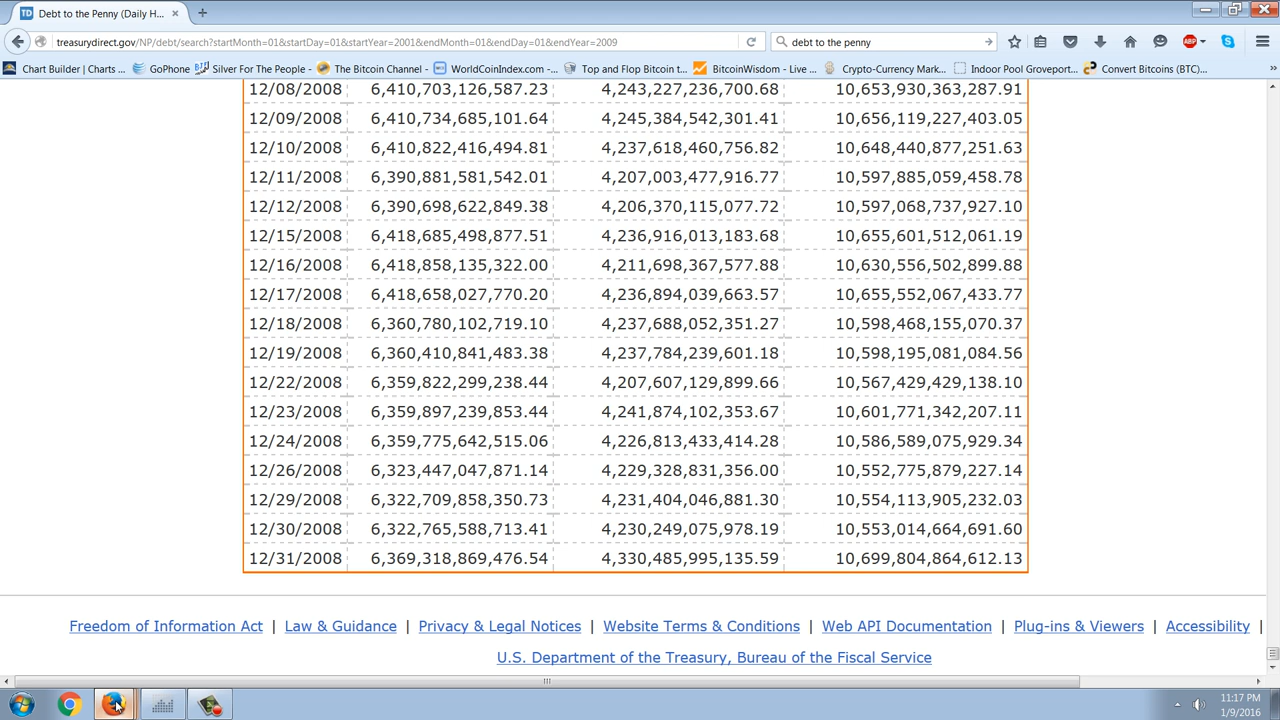 TD Debt to the Penny (Daily H...
treasurydirect.gov/NP/debt/search?startMonth=01&startDay=01&startYear=2001&endMonth=01&endDay=01&endYear=2009
debt to the penny
ABP
Chart Builder | Charts ...
GoPhone
Silver For The People - ...
The Bitcoin Channel -
WorldCoinIndex.com -...
Top and Flop Bitcoin t...
BitcoinWisdom - Live ...
Crypto-Currency Mark...
Indoor Pool Groveport...
Convert Bitcoins (BTC)...
12/08/2008 6,410,703,126,587.23 4,243,227,236,700.68 10,653,930,363,287.91
12/09/2008 6,410,734,685,101.64 4,245,384,542,301.41 10,656,119,227,403.05
12/10/2008 6,410,822,416,494.81 4,237,618,460,756.82 10,648,440,877,251.63
12/11/2008 6,390,881,581,542.01 4,207,003,477,916.77 10,597,885,059,458.78
12/12/2008 6,390,698,622,849.38 4,206,370,115,077.72 10,597,068,737,927.10
12/15/2008 6,418,685,498,877.51 4,236,916,013,183.68 10,655,601,512,061.19
12/16/2008 6,418,858,135,322.00 4,211,698,367,577.88 10,630,556,502,899.88
12/17/2008 6,418,658,027,770.20 4,236,894,039,663.57 10,655,552,067,433.77
12/18/2008 6,360,780,102,719.10 4,237,688,052,351.27 10,598,468,155,070.37
12/19/2008 6,360,410,841,483.38 4,237,784,239,601.18 10,598,195,081,084.56
12/22/2008 6,359,822,299,238.44 4,207,607,129,899.66 10,567,429,429,138.10
12/23/2008 6,359,897,239,853.44 4,241,874,102,353.67 10,601,771,342,207.11
12/24/2008 6,359,775,642,515.06 4,226,813,433,414.28 10,586,589,075,929.34
12/26/2008 6,323,447,047,871.14 4,229,328,831,356.00 10,552,775,879,227.14
12/29/2008 6,322,709,858,350.73 4,231,404,046,881.30 10,554,113,905,232.03
12/30/2008 6,322,765,588,713.41 4,230,249,075,978.19 10,553,014,664,691.60
12/31/2008 6,369,318,869,476.54 4,330,485,995,135.59 10,699,804,864,612.13
Freedom of Information Act | Law & Guidance | Privacy & Legal Notices | Website Terms & Conditions | Web API Documentation | Plug-ins & Viewers | Accessibility |
U.S. Department of the Treasury, Bureau of the Fiscal Service
11:17 PM
1/9/2016